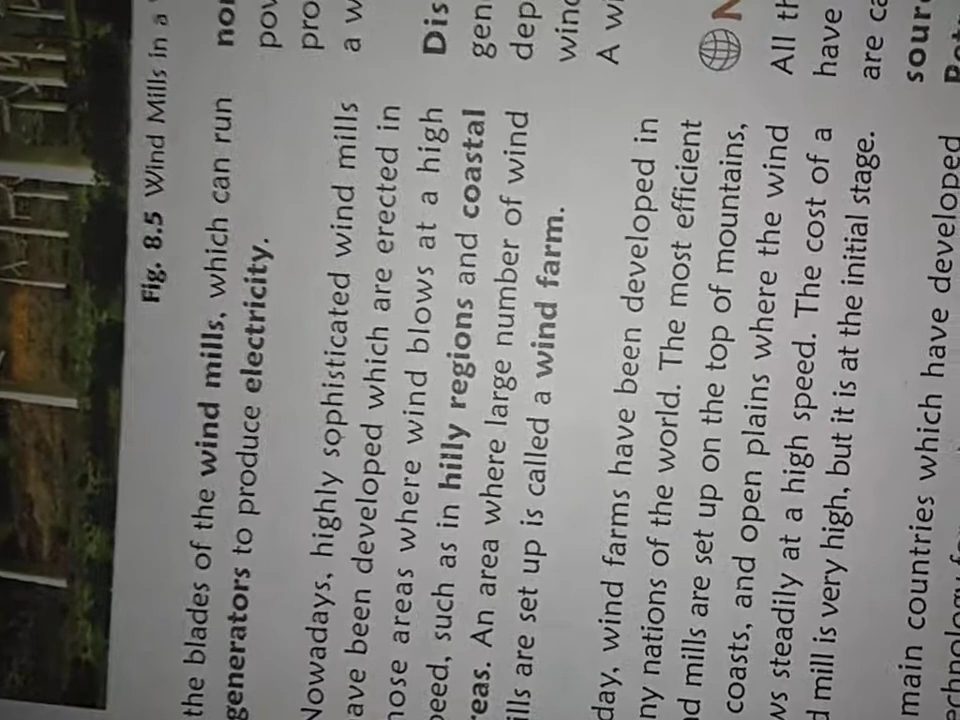 Fig. 8.5 Wind Mills in a
the blades of the wind mills, which can run
generators to produce electricity.
Nowadays, highly sophisticated wind mills
ave been developed which are erected in
hose areas where wind blows at a high
peed, such as in hilly regions and coastal
reas. An area where large number of wind
ills are set up is called a wind farm.
day, wind farms have been developed in
ny nations of the world. The most efficient
d mills are set up on the top of mountains,
coasts, and open plains where the wind
ws steadily at a high speed. The cost of a
d mill is very high, but it is at the initial stage.
main countries which have developed
pro
a w
Dis
gen
dep
wind
A wi
All th
have
are ca
sour